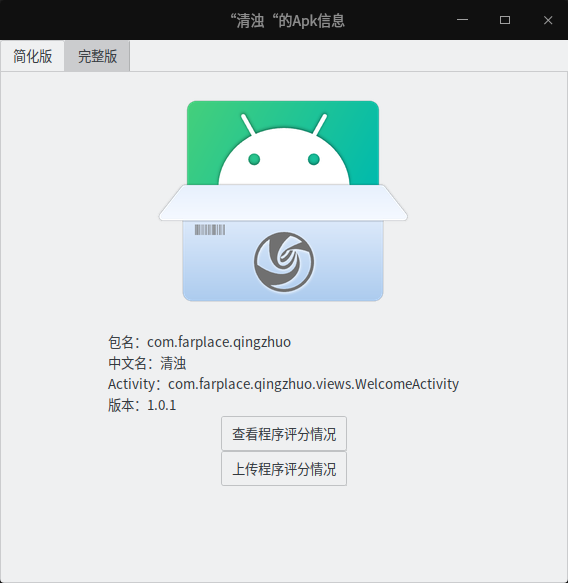 “清浊“的Apk信息
简化版
完整版
包名：com.farplace.qingzhuo
中文名：清浊
Activity：com.farplace.qingzhuo.views.WelcomeActivity
版本：1.0.1
查看程序评分情况
上传程序评分情况